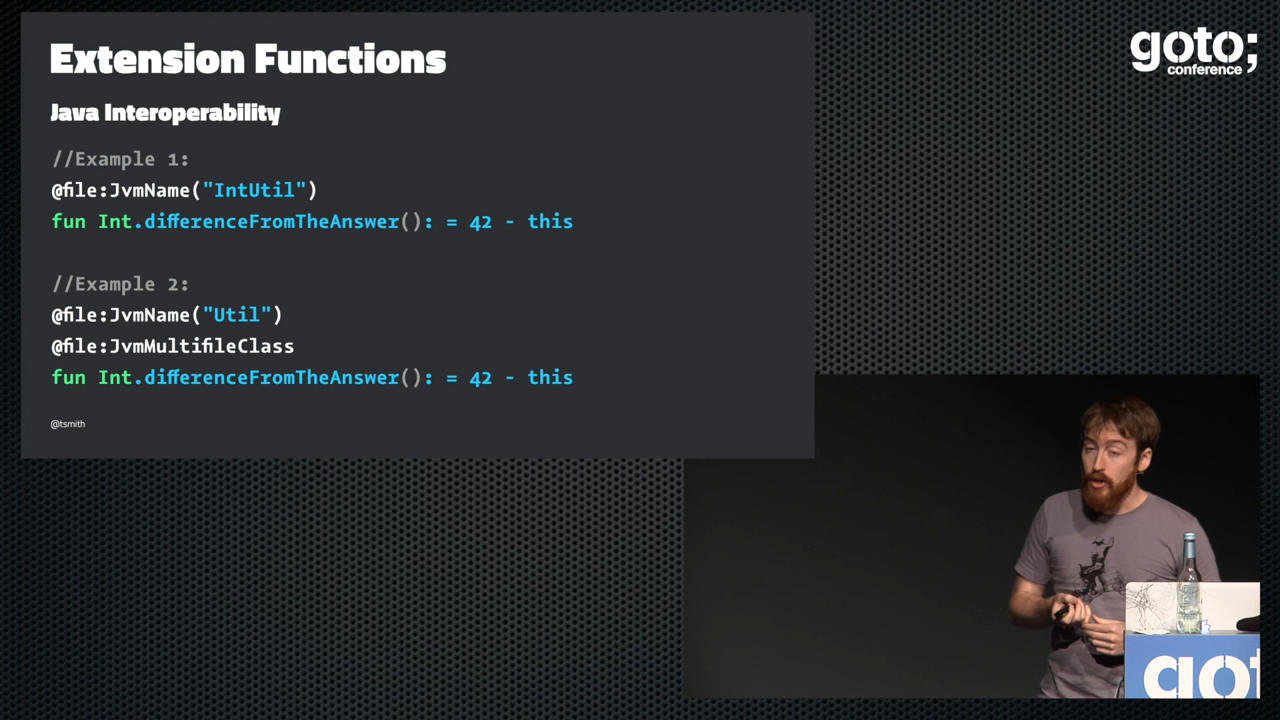 Extension Functions
Java Interoperability
//Example 1:
@file:JvmName("IntUtil")
fun Int.differenceFromTheAnswer(): = 42 - this
//Example 2:
@file:JvmName("Util")
@file:JvmMultifileClass
fun Int.differenceFromTheAnswer(): = 42 - this
@tsmith
goto;
conference
got